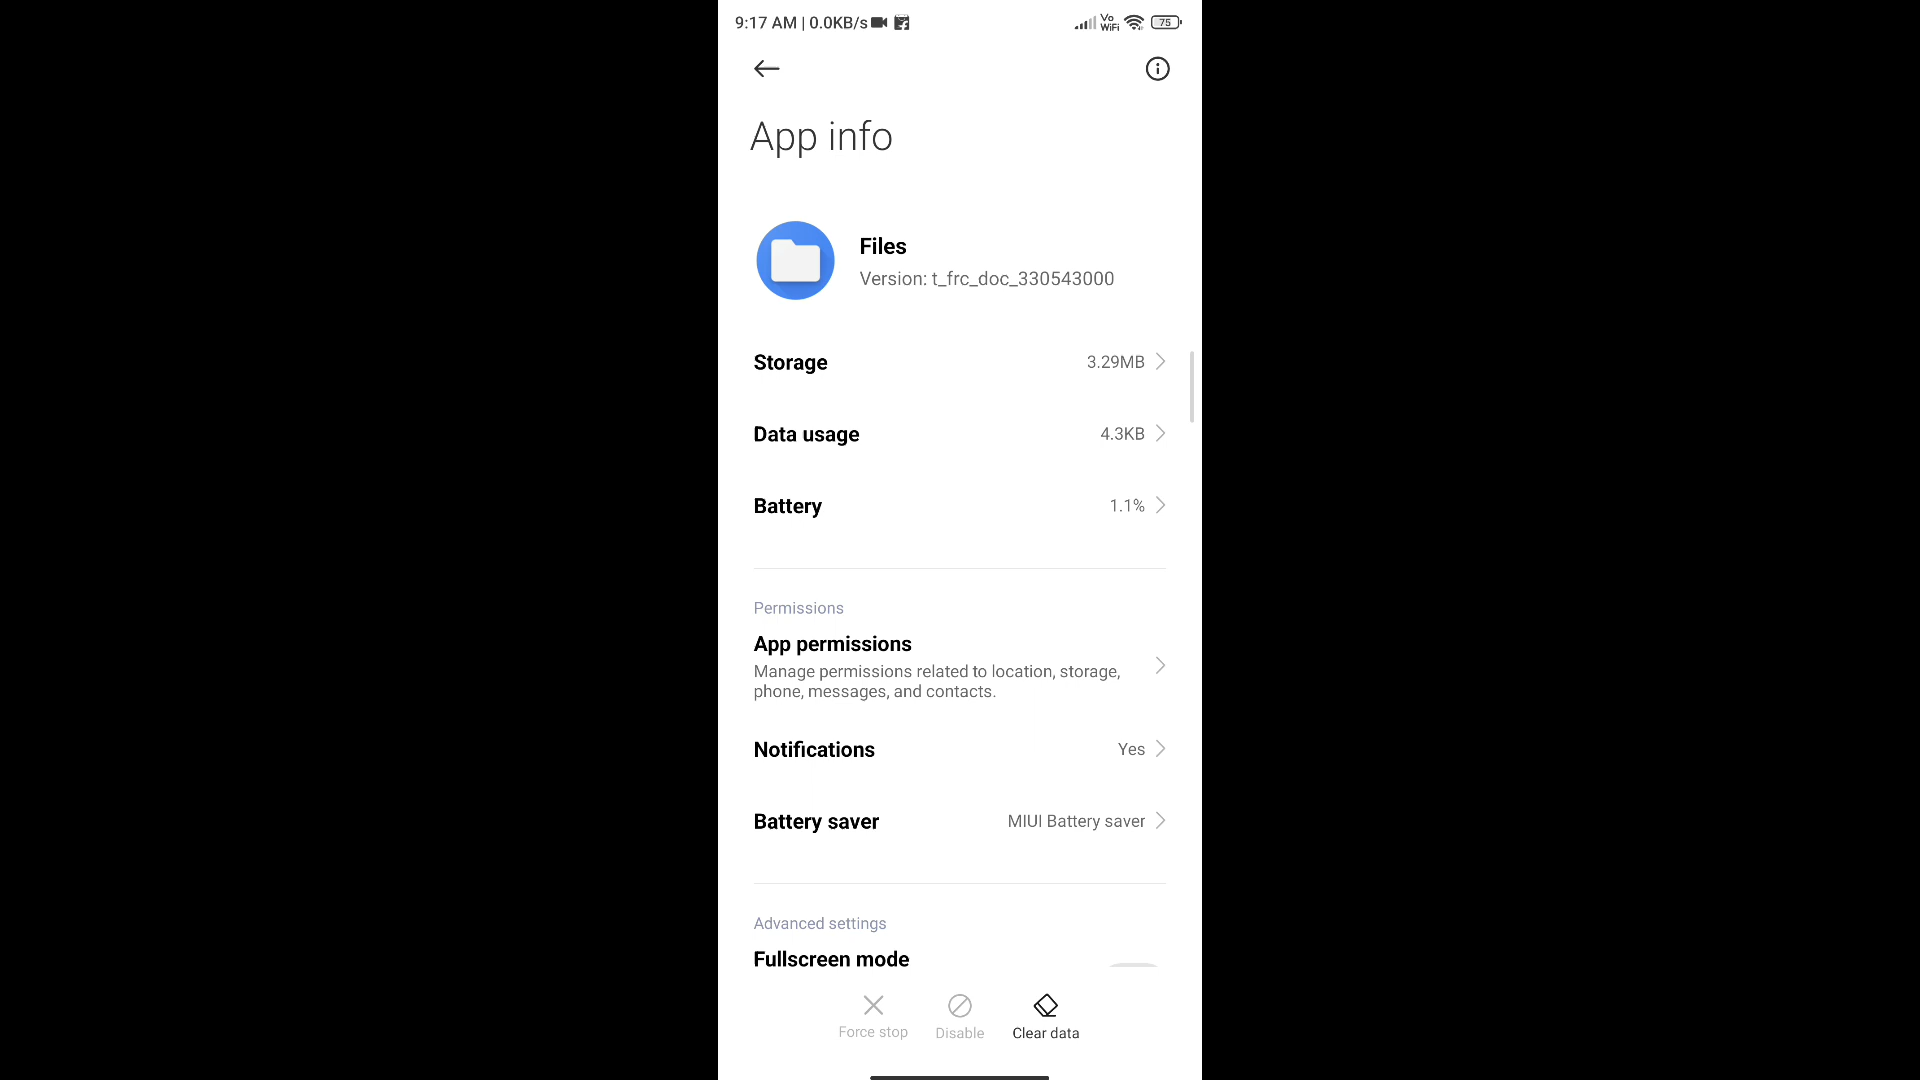 9:17 AM | 0.0KB/s
Vo
WiFi
75
App info
Files
Version: t_frc_doc_330543000
Storage 3.29MB
Data usage 4.3KB
Battery 1.1%
Permissions
App permissions
Manage permissions related to location, storage,
phone, messages, and contacts.
Notifications Yes
Battery saver MIUI Battery saver
Advanced settings
Fullscreen mode
Force stop Disable Clear data